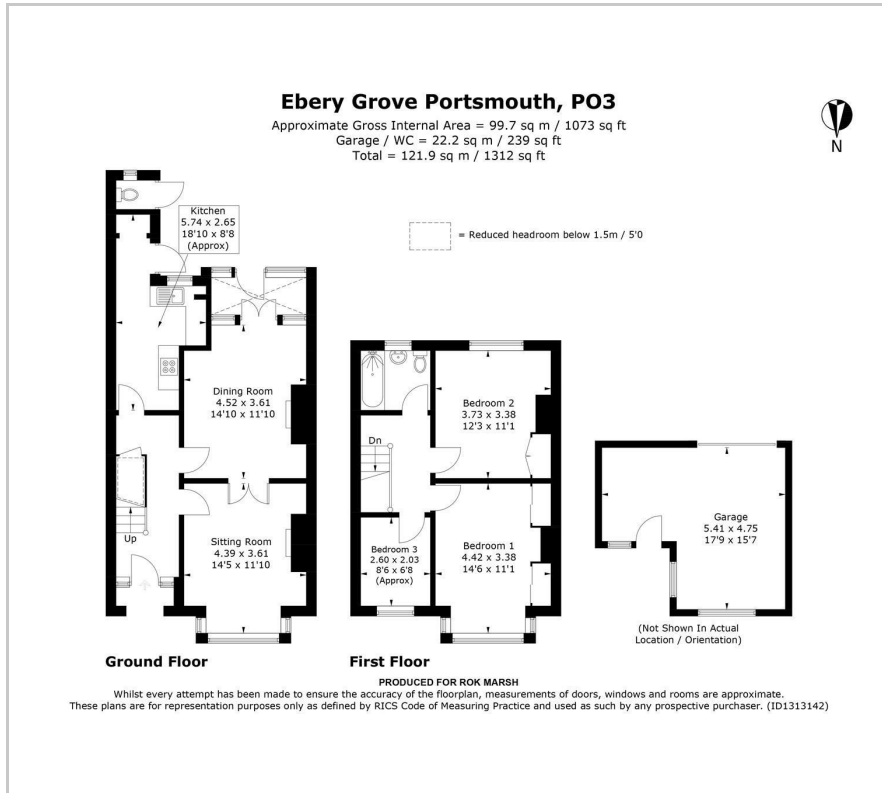 Ebery Grove Portsmouth, PO3
Approximate Gross Internal Area = 99.7 sq m / 1073 sq ft
Garage / WC = 22.2 sq m / 239 sq ft
Total = 121.9 sq m / 1312 sq ft
N
= Reduced headroom below 1.5m / 5'0
Kitchen
5.74 x 2.65
18'10 x 8'8
(Approx)
Dining Room
4.52 x 3.61
14'10 x 11'10
Up
Sitting Room
4.39 x 3.61
14'5 x 11'10
Ground Floor
Bedroom 2
3.73 x 3.38
12'3 x 11'1
Dn
Bedroom 3
2.60 x 2.03
8'6 x 6'8
(Approx)
Bedroom 1
4.42 x 3.38
14'6 x 11'1
First Floor
Garage
5.41 x 4.75
17'9 x 15'7
(Not Shown In Actual
Location / Orientation)
PRODUCED FOR ROK MARSH
Whilst every attempt has been made to ensure the accuracy of the floorplan, measurements of doors, windows and rooms are approximate.
These plans are for representation purposes only as defined by RICS Code of Measuring Practice and used as such by any prospective purchaser. (ID1313142)